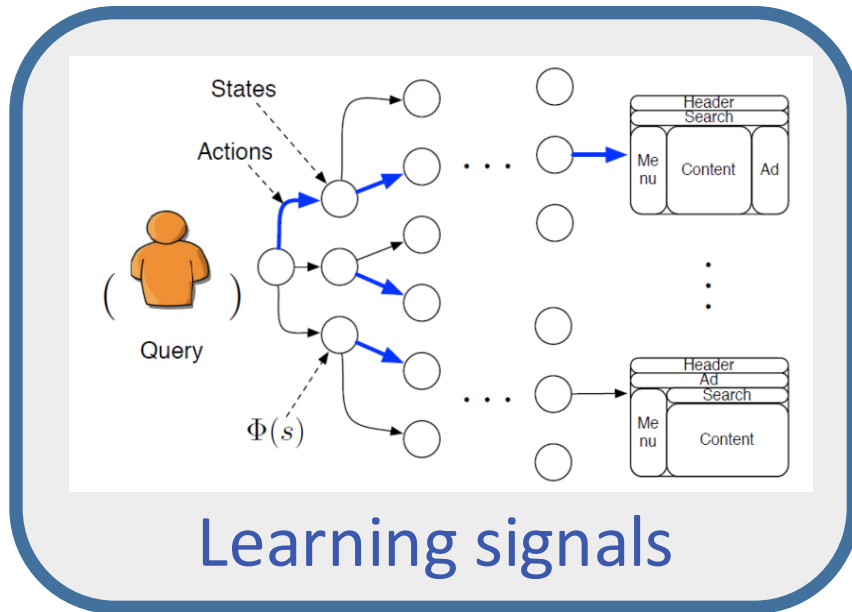 States
Actions
( )
Query
Φ(s)
. . .
. . .
Header
Search
Me
nu
Content
Ad
Header
Ad
Search
Me
nu
Content
Learning signals